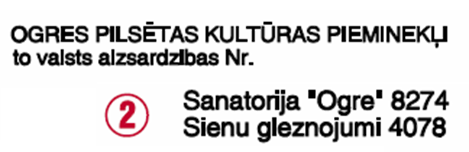 OGRES PILSĒTAS KULTŪRAS PIEMINEKĻI
to valsts aizsardzības Nr.
2 Sanatorija "Ogre" 8274
Sienu gleznojumi 4078